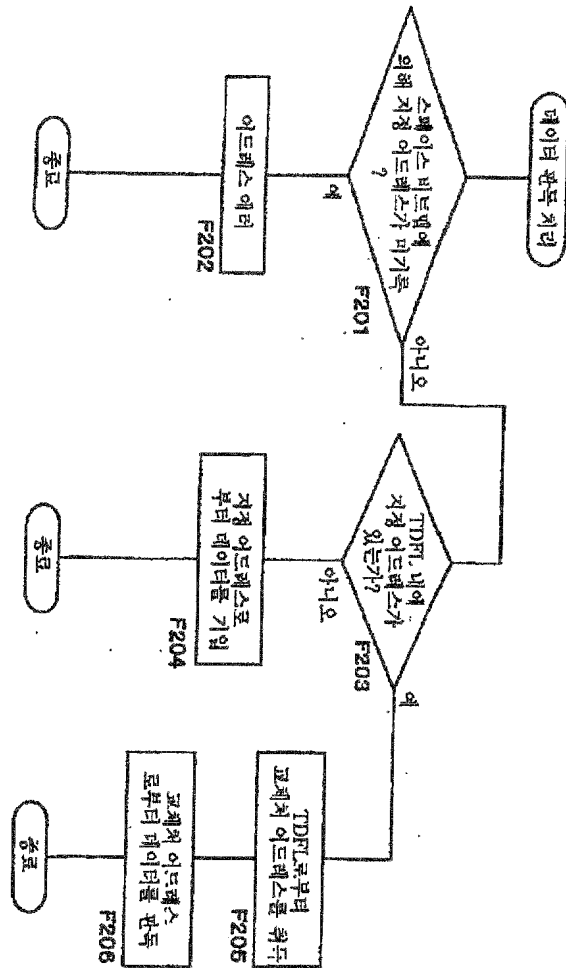 데이터 판독 처리
스페이스 비트맵에
의해 지정 어드레스가 미기록
?
F201
예
아니요
어드레스 에러
F202
종료
TDFL 내에
지정 어드레스가
있는가?
F203
아니요
예
지정 어드레스로
부터 데이터를 기입
F204
종료
TDFL로부터
교체처 어드레스를 취득
F205
교체처 어드레스
로부터 데이터를 판독
F206
종료